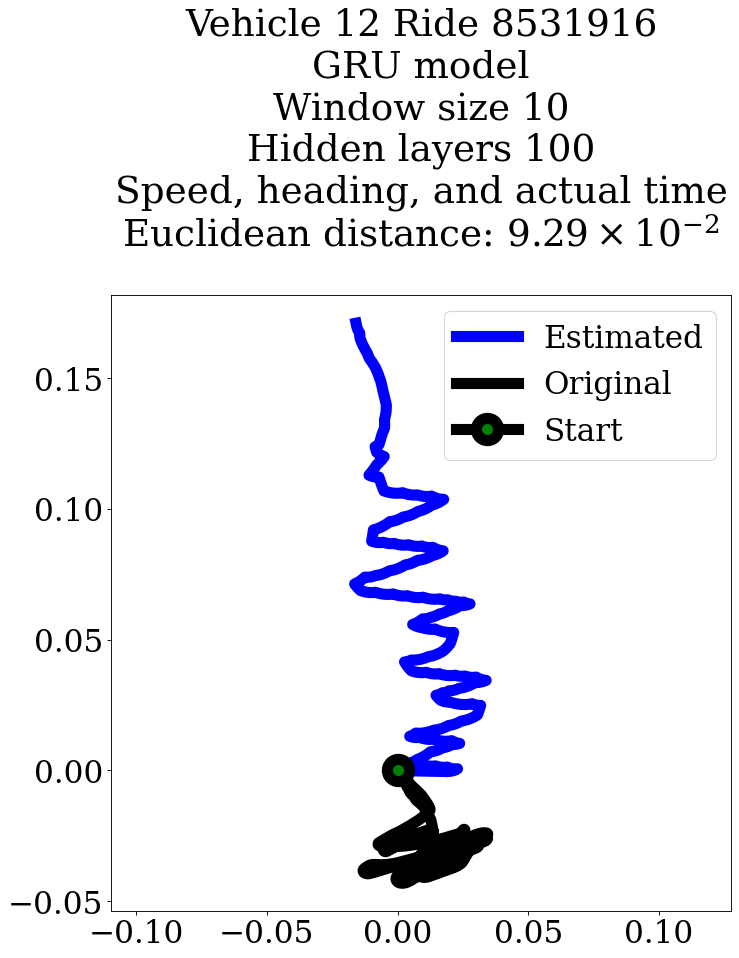 Vehicle 12 Ride 8531916
GRU model
Window size 10
Hidden layers 100
Speed, heading, and actual time
Euclidean distance: 9.29 × 10⁻²
Estimated
Original
Start
0.15
0.10
0.05
0.00
−0.05
−0.10 −0.05 0.00 0.05 0.10